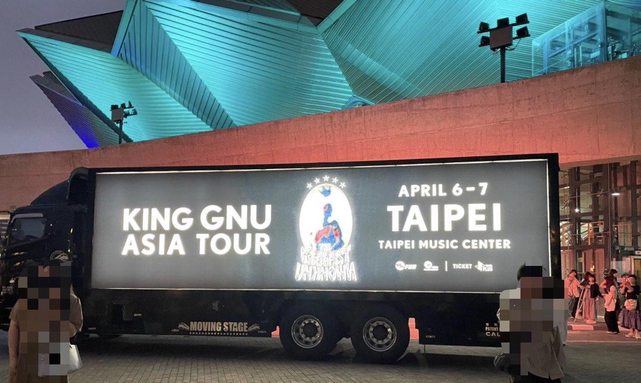 KING GNU
ASIA TOUR
APRIL 6-7
TAIPEI
TAIPEI MUSIC CENTER
TICKET
MOVING STAGE